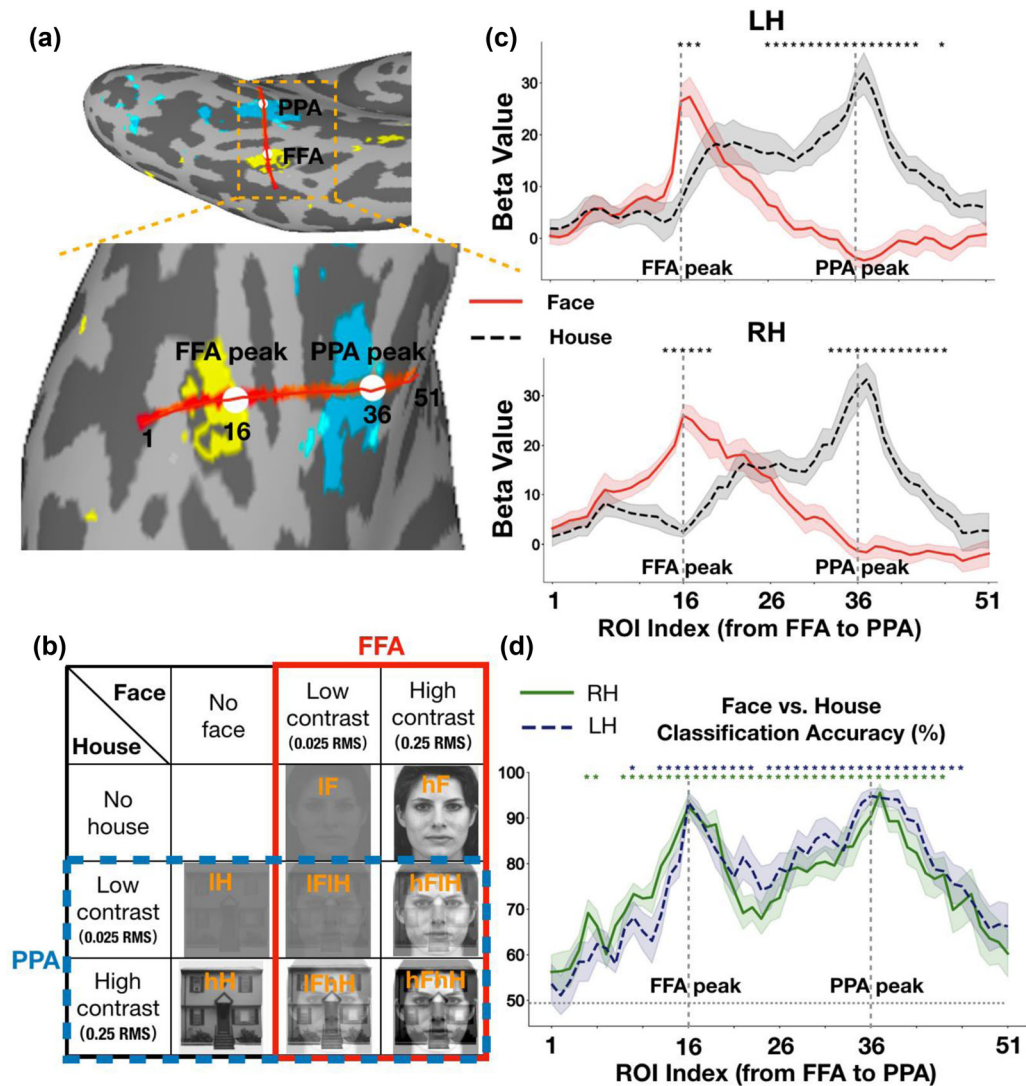 (a)
PPA
FFA
FFA peak
PPA peak
1
16
36
51
(b)
FFA
Face
House
No
face
Low
contrast
(0.025 RMS)
High
contrast
(0.25 RMS)
No
house
lF
hF
PPA
Low
contrast
(0.025 RMS)
lH
lFlH
hFlH
High
contrast
(0.25 RMS)
hH
lFhH
hFhH
(c)
LH
*** ***************** *
Beta Value
30
20
10
0
FFA peak
PPA peak
Face
House
RH
****** **************
Beta Value
30
20
10
0
FFA peak
PPA peak
1 16 26 36 51
ROI Index (from FFA to PPA)
(d)
RH
LH
Face vs. House
Classification Accuracy (%)
100
90
80
70
60
50
FFA peak
PPA peak
1 16 26 36 51
ROI Index (from FFA to PPA)